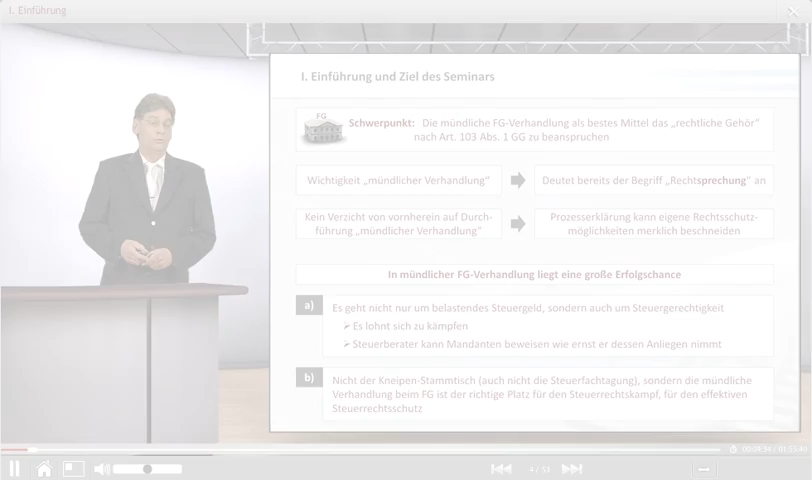 I. Einführung
I. Einführung und Ziel des Seminars
FG
Schwerpunkt: Die mündliche FG-Verhandlung als bestes Mittel das „rechtliche Gehör“
nach Art. 103 Abs. 1 GG zu beanspruchen
Wichtigkeit „mündlicher Verhandlung“
Deutet bereits der Begriff „Rechtsprechung“ an
Kein Verzicht von vornherein auf Durch-
führung „mündlicher Verhandlung“
Prozesserklärung kann eigene Rechtsschutz-
möglichkeiten merklich beschneiden
In mündlicher FG-Verhandlung liegt eine große Erfolgschance
a)
Es geht nicht nur um belastendes Steuergeld, sondern auch um Steuergerechtigkeit
Es lohnt sich zu kämpfen
Steuerberater kann Mandanten beweisen wie ernst er dessen Anliegen nimmt
b)
Nicht der Kneipen-Stammtisch (auch nicht die Steuerfachtagung), sondern die mündliche
Verhandlung beim FG ist der richtige Platz für den Steuerrechtskampf, für den effektiven
Steuerrechtsschutz
4 / 58